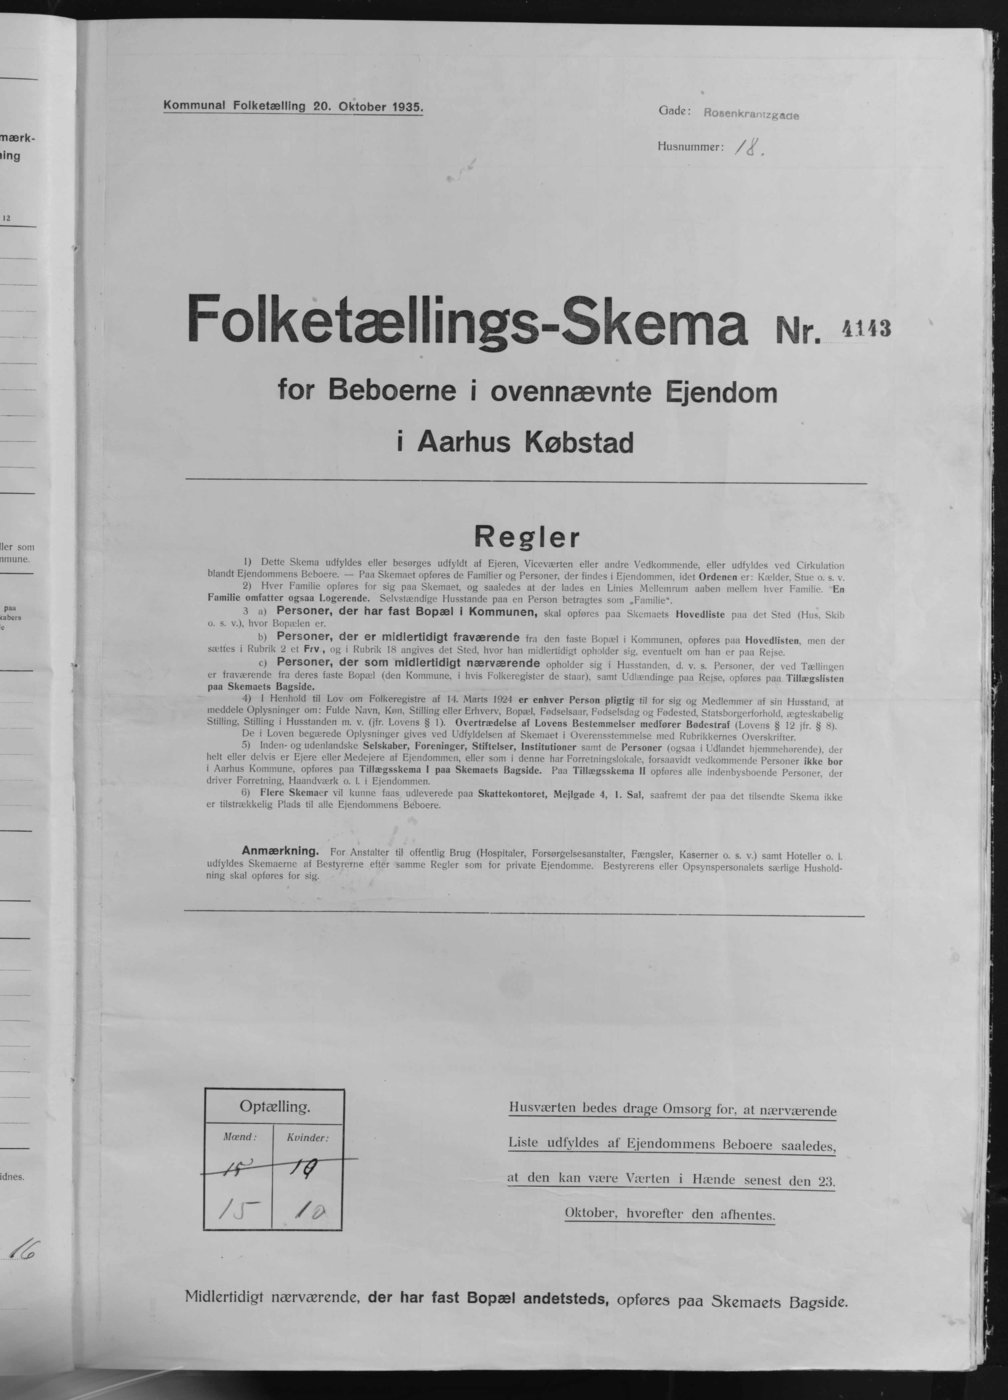 mærk-
ning
12
ller som
mmune.
paa
kabers
e
idnes.
16
Kommunal Folketælling 20. Oktober 1935.
Gade: Rosenkrantzgade
Husnummer: 18.
Folketællings-Skema Nr. 4143
for Beboerne i ovennævnte Ejendom
i Aarhus Købstad
Regler
1) Dette Skema udfyldes eller besørges udfyldt af Ejeren, Viceværten eller andre Vedkommende, eller udfyldes ved Cirkulation
blandt Ejendommens Beboere. — Paa Skemaet opføres de Familier og Personer, der findes i Ejendommen, idet Ordenen er: Kælder, Stue o. s. v.
2) Hver Familie opføres for sig paa Skemaet, og saaledes at der lades en Linies Mellemrum aaben mellem hver Familie. En
Familie omfatter ogsaa Logerende. Selvstændige Husstande paa en Person betragtes som „Familie“.
3 a) Personer, der har fast Bopæl i Kommunen, skal opføres paa Skemaets Hovedliste paa det Sted (Hus, Skib
o. s. v.), hvor Bopælen er.
b) Personer, der er midlertidigt fraværende fra den faste Bopæl i Kommunen, opføres paa Hovedlisten, men der
sættes i Rubrik 2 et Frv., og i Rubrik 18 angives det Sted, hvor han midlertidigt opholder sig, eventuelt om han er paa Rejse.
c) Personer, der som midlertidigt nærværende opholder sig i Husstanden, d. v. s. Personer, der ved Tællingen
er fraværende fra deres faste Bopæl (den Kommune, i hvis Folkeregister de staar), samt Udlændinge paa Rejse, opføres paa Tillægslisten
paa Skemaets Bagside.
4) I Henhold til Lov om Folkeregistre af 14. Marts 1924 er enhver Person pligtig til for sig og Medlemmer af sin Husstand, at
meddele Oplysninger om: Fulde Navn, Køn, Stilling eller Erhverv, Bopæl, Fødselsaar, Fødselsdag og Fødested, Statsborgerforhold, ægteskabelig
Stilling, Stilling i Husstanden m. v. (jfr. Lovens § 1). Overtrædelse af Lovens Bestemmelser medfører Bødestraf (Lovens § 12 jfr. § 8).
De i Loven begærede Oplysninger gives ved Udfyldelsen af Skemaet i Overensstemmelse med Rubrikkernes Overskrifter.
5) Inden- og udenlandske Selskaber, Foreninger, Stiftelser, Institutioner samt de Personer (ogsaa i Udlandet hjemmehørende), der
helt eller delvis er Ejere eller Medejere af Ejendommen, eller som i denne har Forretningslokale, forsaavidt vedkommende Personer ikke bor
i Aarhus Kommune, opføres paa Tillægsskema I paa Skemaets Bagside. Paa Tillægsskema II opføres alle indenbysboende Personer, der
driver Forretning, Haandværk o. l. i Ejendommen.
6) Flere Skemaer vil kunne faas udleverede paa Skattekontoret, Mejlgade 4, 1. Sal, saafremt der paa det tilsendte Skema ikke
er tilstrækkelig Plads til alle Ejendommens Beboere.
Anmærkning. For Anstalter til offentlig Brug (Hospitaler, Forsørgelsesanstalter, Fængsler, Kaserner o. s. v.) samt Hoteller o. l.
udfyldes Skemaerne af Bestyrerne efter samme Regler som for private Ejendomme. Bestyrerens eller Opsynspersonalets særlige Hushold-
ning skal opføres for sig.
Optælling.
Mænd: Kvinder:
15 19
15 10
Husværten bedes drage Omsorg for, at nærværende
Liste udfyldes af Ejendommens Beboere saaledes,
at den kan være Værten i Hænde senest den 23.
Oktober, hvorefter den afhentes.
Midlertidigt nærværende, der har fast Bopæl andetsteds, opføres paa Skemaets Bagside.